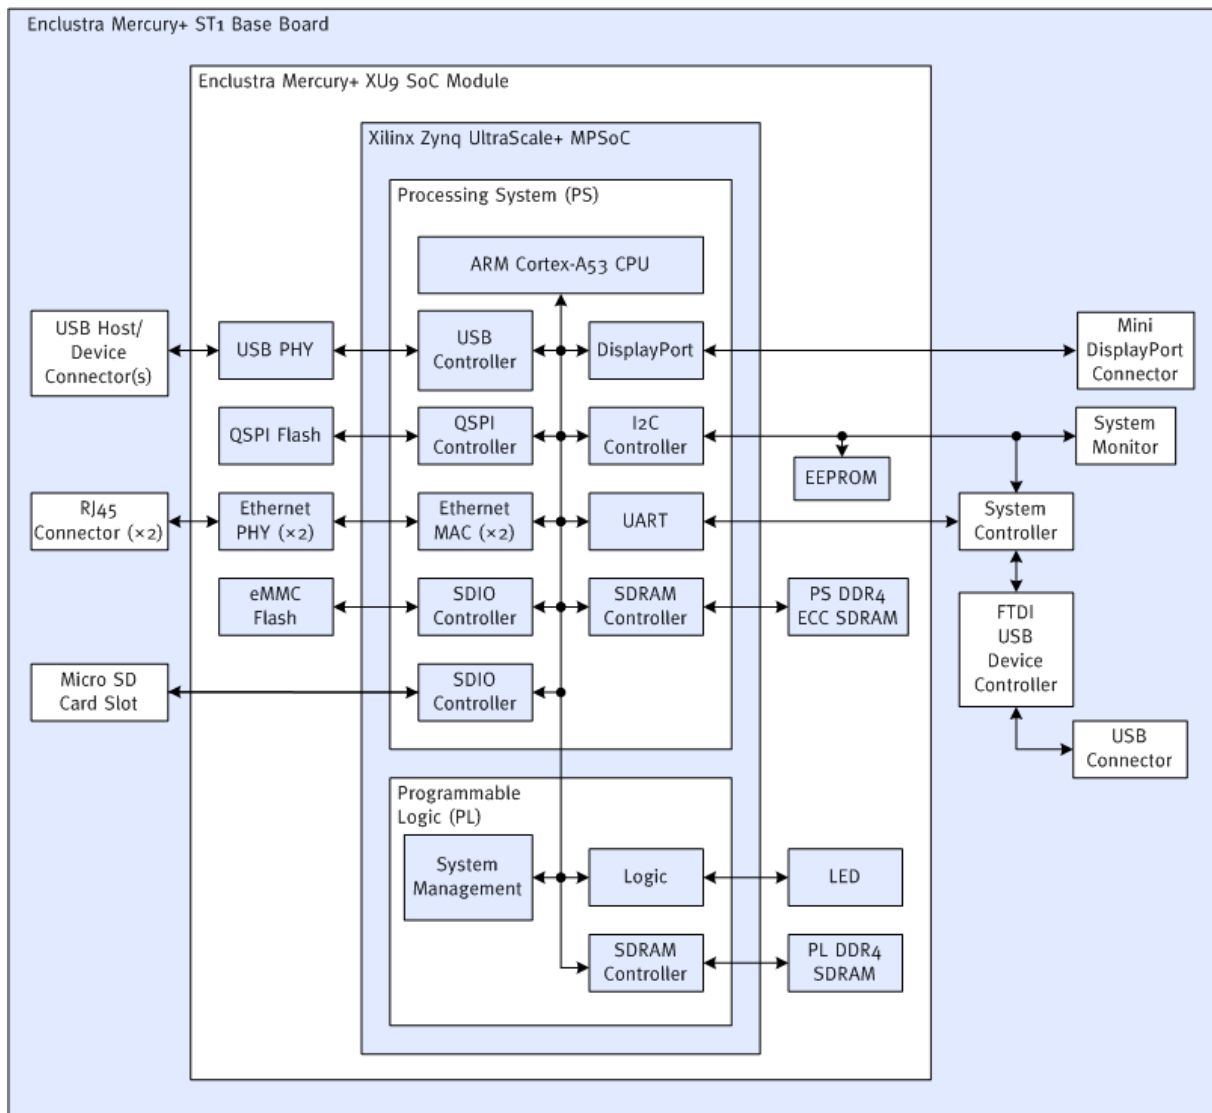 Enclustra Mercury+ ST1 Base Board
Enclustra Mercury+ XU9 SoC Module
Xilinx Zynq UltraScale+ MPSoC
Processing System (PS)
ARM Cortex-A53 CPU
USB Host/
Device
Connector(s)
USB PHY
USB
Controller
DisplayPort
Mini
DisplayPort
Connector
QSPI Flash
QSPI
Controller
I2C
Controller
System
Monitor
EEPROM
RJ45
Connector (×2)
Ethernet
PHY (×2)
Ethernet
MAC (×2)
UART
System
Controller
eMMC
Flash
SDIO
Controller
SDRAM
Controller
PS DDR4
ECC SDRAM
FTDI
USB
Device
Controller
Micro SD
Card Slot
SDIO
Controller
USB
Connector
Programmable
Logic (PL)
System
Management
Logic
LED
SDRAM
Controller
PL DDR4
SDRAM